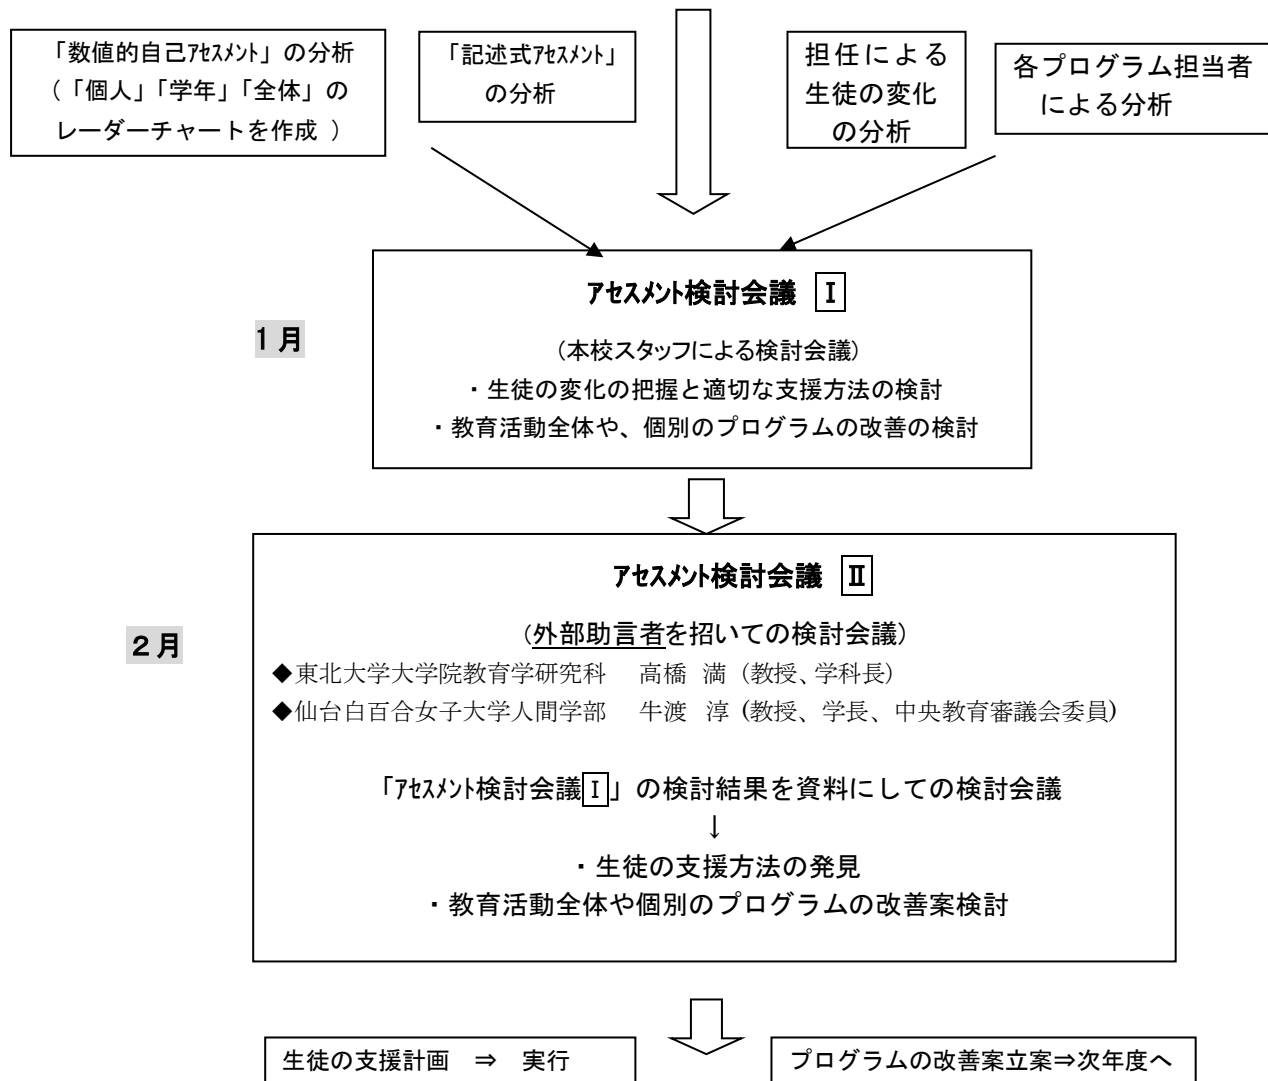 「数値的自己ｱｾｽﾒﾝﾄ」の分析
（「個人」「学年」「全体」の
レーダーチャートを作成 ）
「記述式ｱｾｽﾒﾝﾄ」
の分析
担任による
生徒の変化
の分析
各プログラム担当者
による分析
1月
ｱｾｽﾒﾝﾄ検討会議 Ⅰ
（本校スタッフによる検討会議）
・生徒の変化の把握と適切な支援方法の検討
・教育活動全体や、個別のプログラムの改善の検討
２月
ｱｾｽﾒﾝﾄ検討会議 Ⅱ
（外部助言者を招いての検討会議）
◆東北大学大学院教育学研究科　高橋 満（教授、学科長）
◆仙台白百合女子大学人間学部　牛渡 淳（教授、学長、中央教育審議会委員）
「ｱｾｽﾒﾝﾄ検討会議Ⅰ」の検討結果を資料にしての検討会議
↓
・生徒の支援方法の発見
・教育活動全体や個別のプログラムの改善案検討
生徒の支援計画 ⇒ 実行
プログラムの改善案立案⇒次年度へ